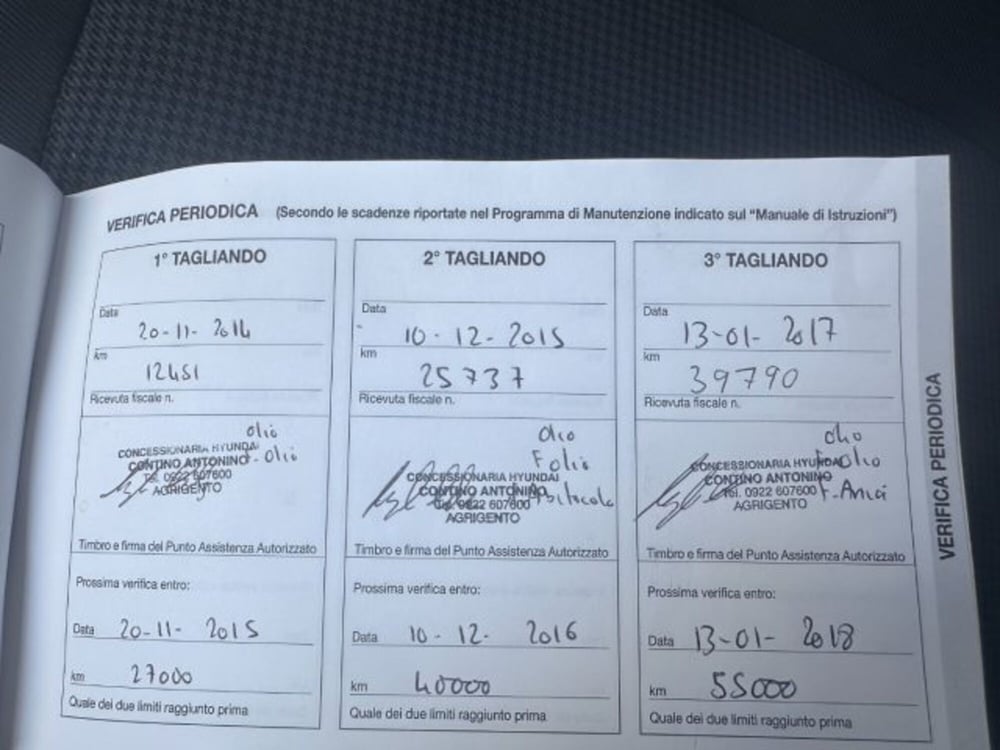 VERIFICA PERIODICA (Secondo le scadenze riportate nel Programma di Manutenzione indicato sul "Manuale di Istruzioni")
1° TAGLIANDO
Data
20-11-2014
km
12451
Ricevuta fiscale n.
Olio
CONCESSIONARIA HYUNDAI
CONTINO ANTONINO F-Olio
Tel. 0922 607600
AGRIGENTO
Timbro e firma del Punto Assistenza Autorizzato
Prossima verifica entro:
Data 20-11-2015
km 27000
Quale dei due limiti raggiunto prima
2° TAGLIANDO
Data
10-12-2015
km
25737
Ricevuta fiscale n.
Olio
F Olio
CONCESSIONARIA HYUNDAI
CONTINO ANTONINO
Tel. 0922 607600
AGRIGENTO
Timbro e firma del Punto Assistenza Autorizzato
Prossima verifica entro:
Data 10-12-2016
km 40000
Quale dei due limiti raggiunto prima
3° TAGLIANDO
Data
13-01-2017
km
39790
Ricevuta fiscale n.
Olio
CONCESSIONARIA HYUNDAI F Olio
CONTINO ANTONINO
Tel. 0922 607600 F.
AGRIGENTO
Timbro e firma del Punto Assistenza Autorizzato
Prossima verifica entro:
Data 13-01-2018
km 55000
Quale dei due limiti raggiunto prima
VERIFICA PERIODICA